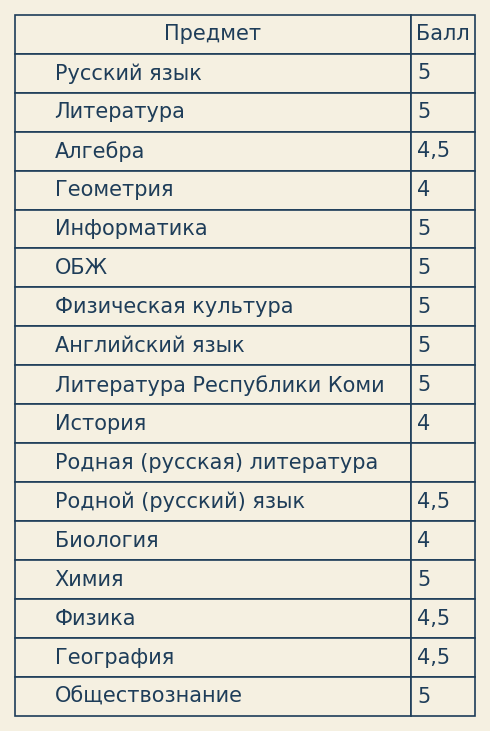 Предмет Балл
Русский язык 5
Литература 5
Алгебра 4,5
Геометрия 4
Информатика 5
ОБЖ 5
Физическая культура 5
Английский язык 5
Литература Республики Коми 5
История 4
Родная (русская) литература
Родной (русский) язык 4,5
Биология 4
Химия 5
Физика 4,5
География 4,5
Обществознание 5